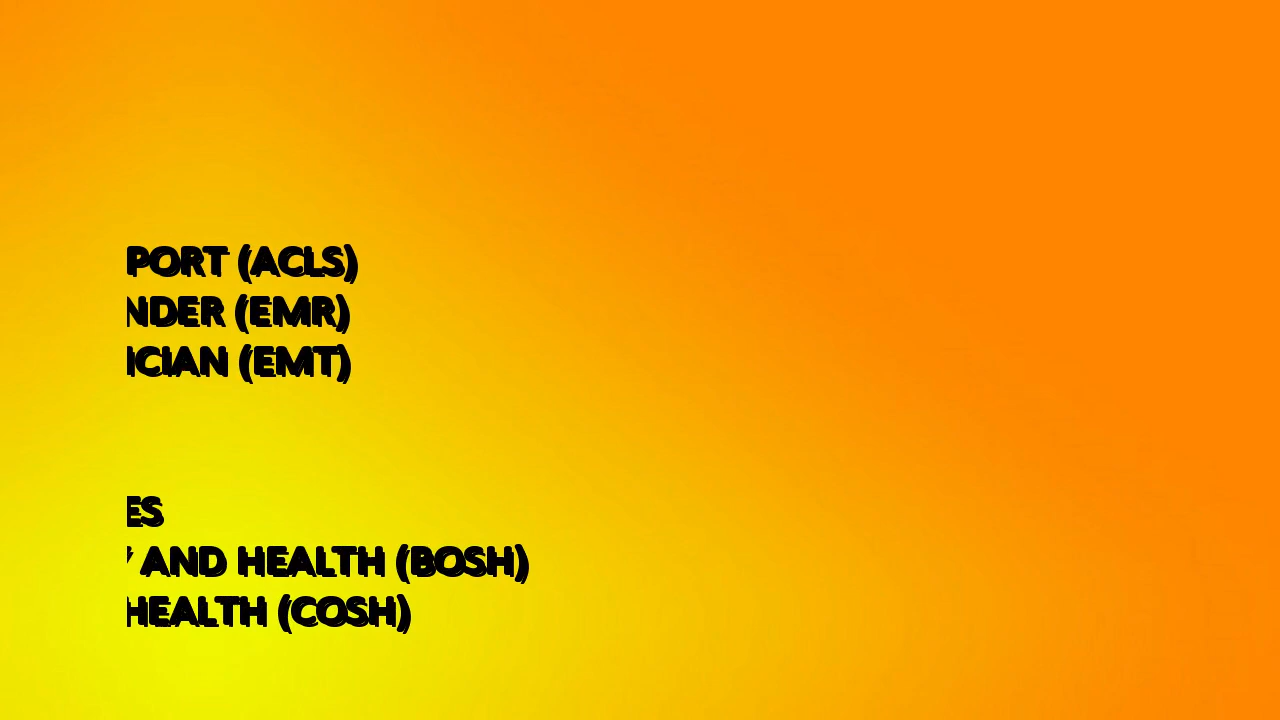 PORT (ACLS)
NDER (EMR)
ICIAN (EMT)
ES
AND HEALTH (BOSH)
HEALTH (COSH)